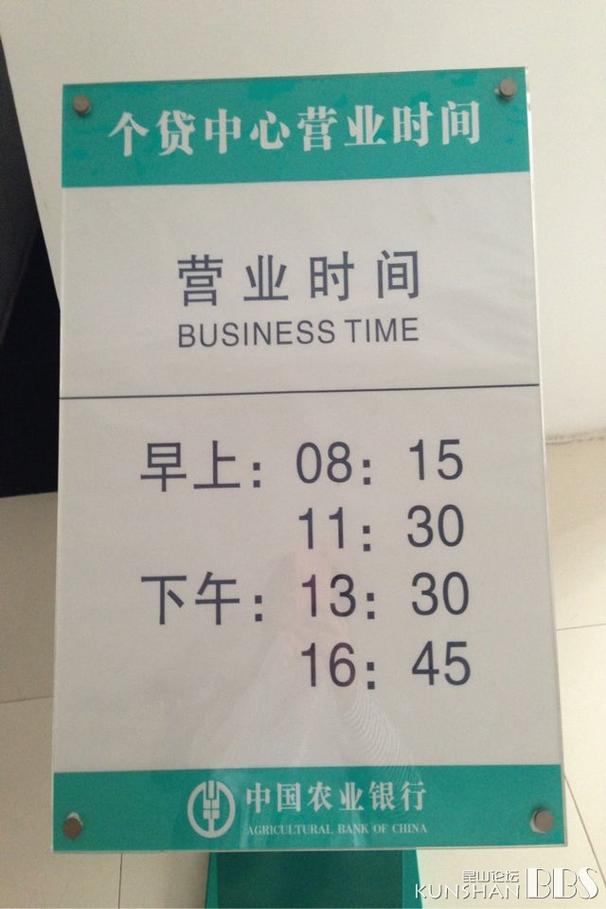 个贷中心营业时间
营业时间
BUSINESS TIME
早上：08：15
11：30
下午：13：30
16：45
中国农业银行
AGRICULTURAL BANK OF CHINA
昆山论坛
KUNSHAN BBS